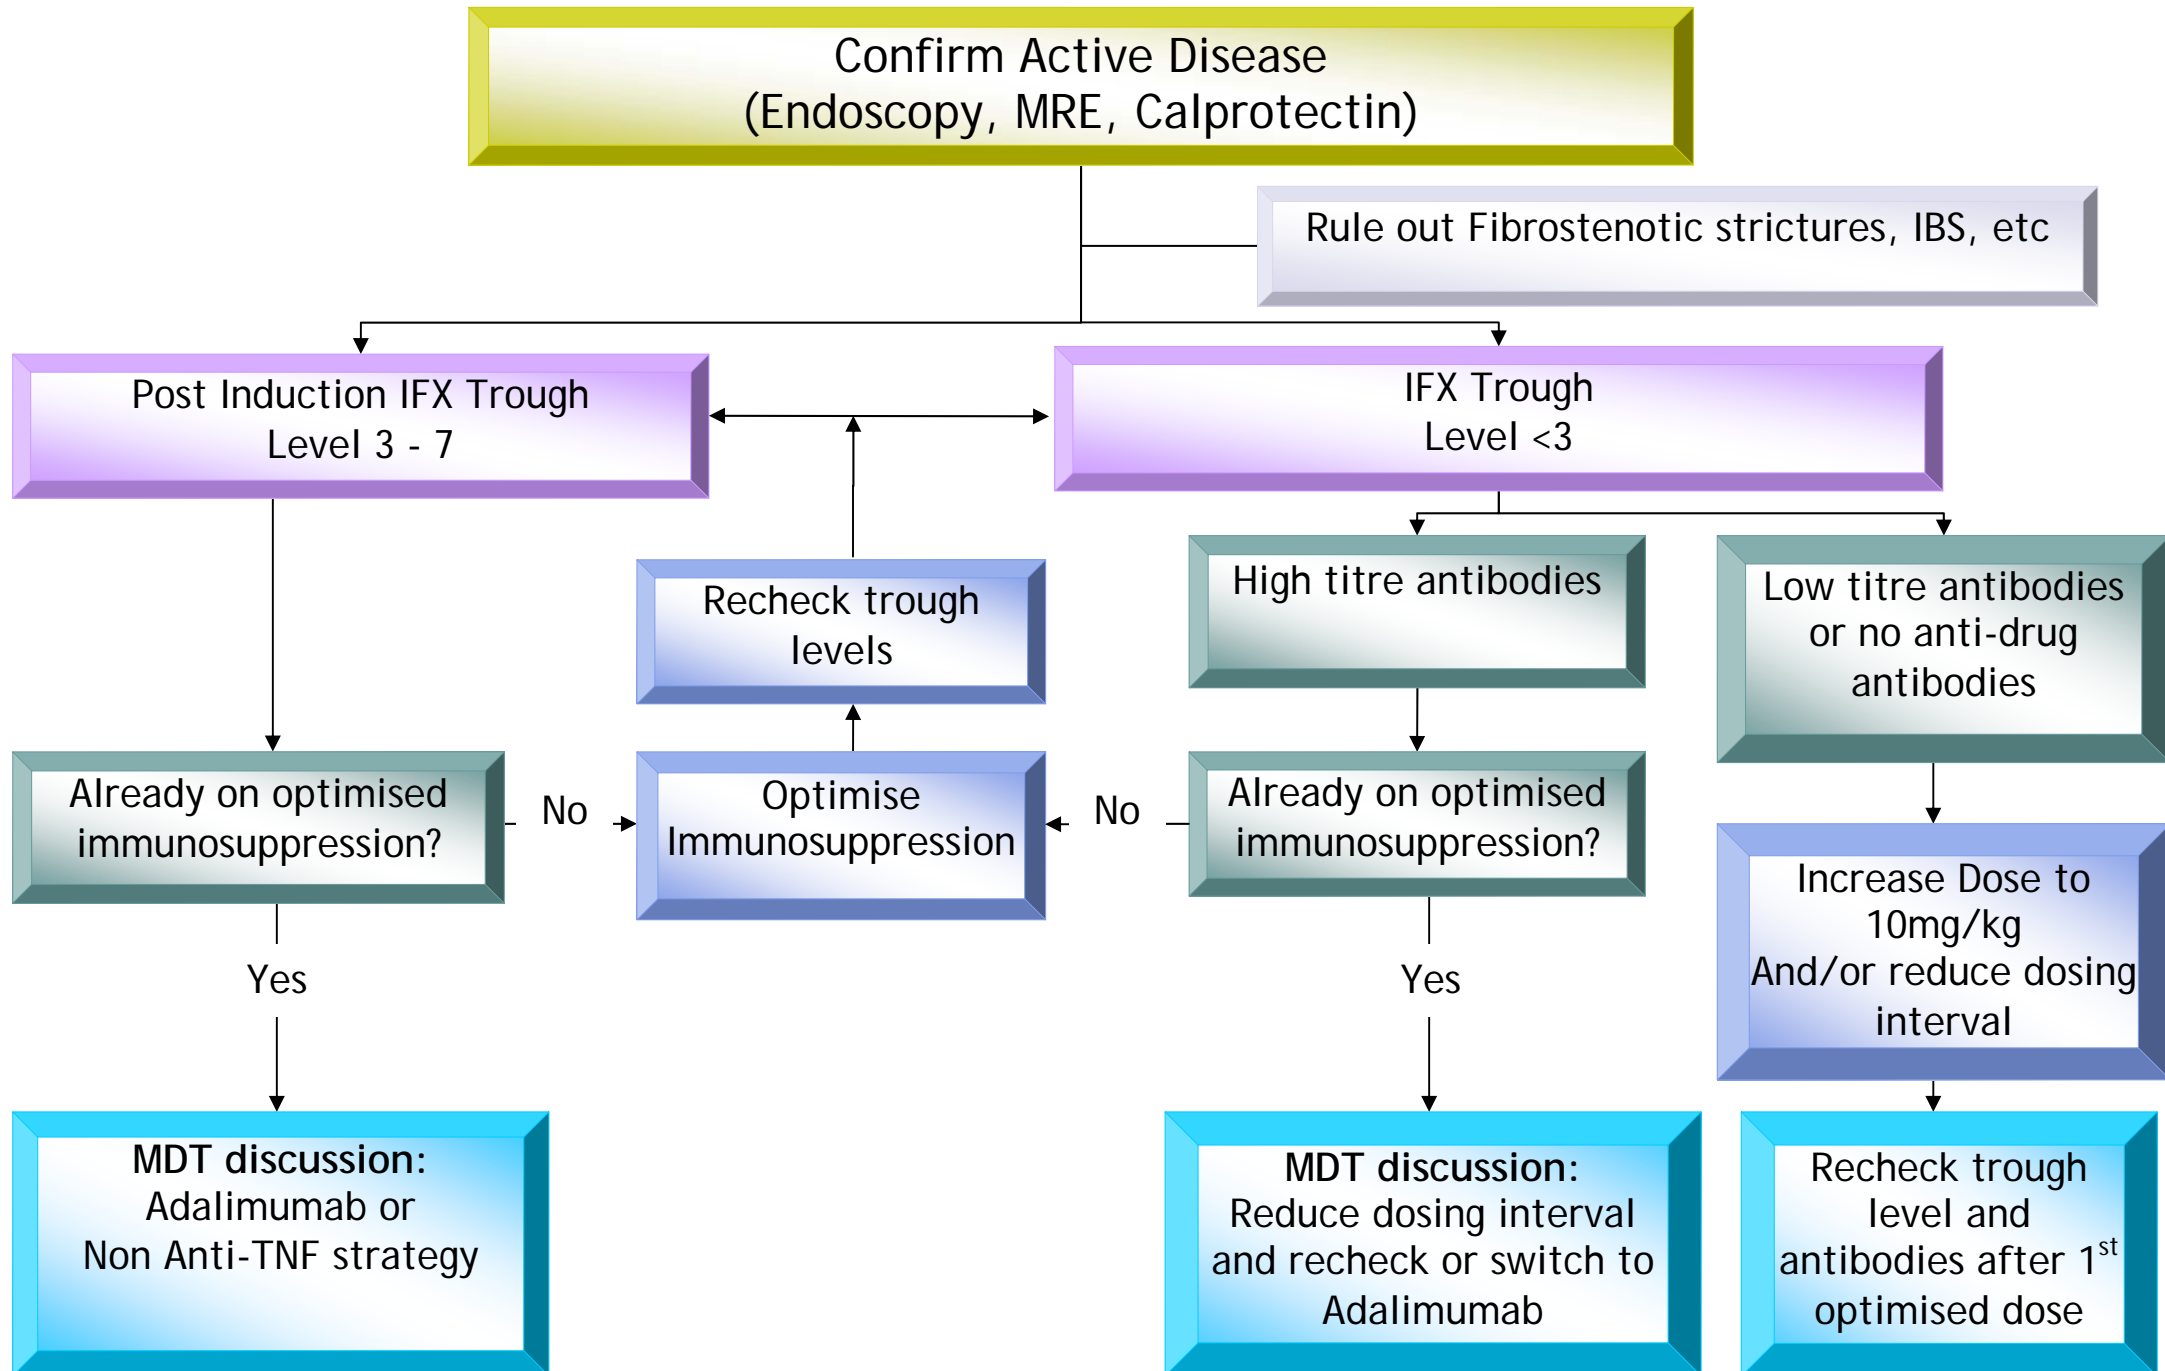 Confirm Active Disease
(Endoscopy, MRE, Calprotectin)
Rule out Fibrostenotic strictures, IBS, etc
Post Induction IFX Trough
Level 3 - 7
IFX Trough
Level <3
Recheck trough
levels
High titre antibodies
Low titre antibodies
or no anti-drug
antibodies
Already on optimised
immunosuppression?
No
Optimise
Immunosuppression
No
Already on optimised
immunosuppression?
Increase Dose to
10mg/kg
And/or reduce dosing
interval
Yes
Yes
MDT discussion:
Adalimumab or
Non Anti-TNF strategy
MDT discussion:
Reduce dosing interval
and recheck or switch to
Adalimumab
Recheck trough
level and
antibodies after 1st
optimised dose